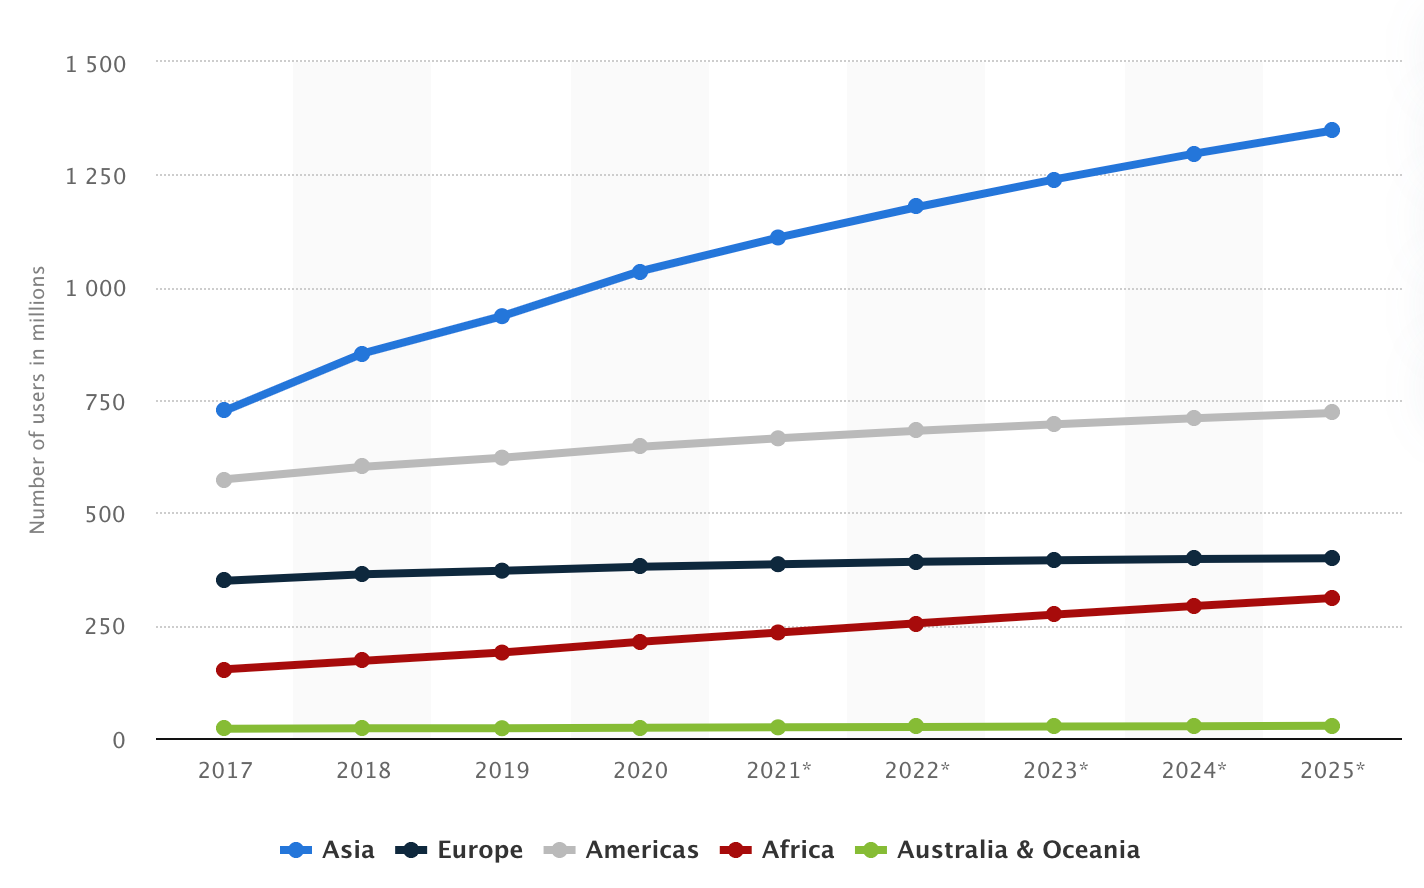 1 500
1 250
1 000
750
500
250
0
Number of users in millions
2017 2018 2019 2020 2021* 2022* 2023* 2024* 2025*
Asia Europe Americas Africa Australia & Oceania